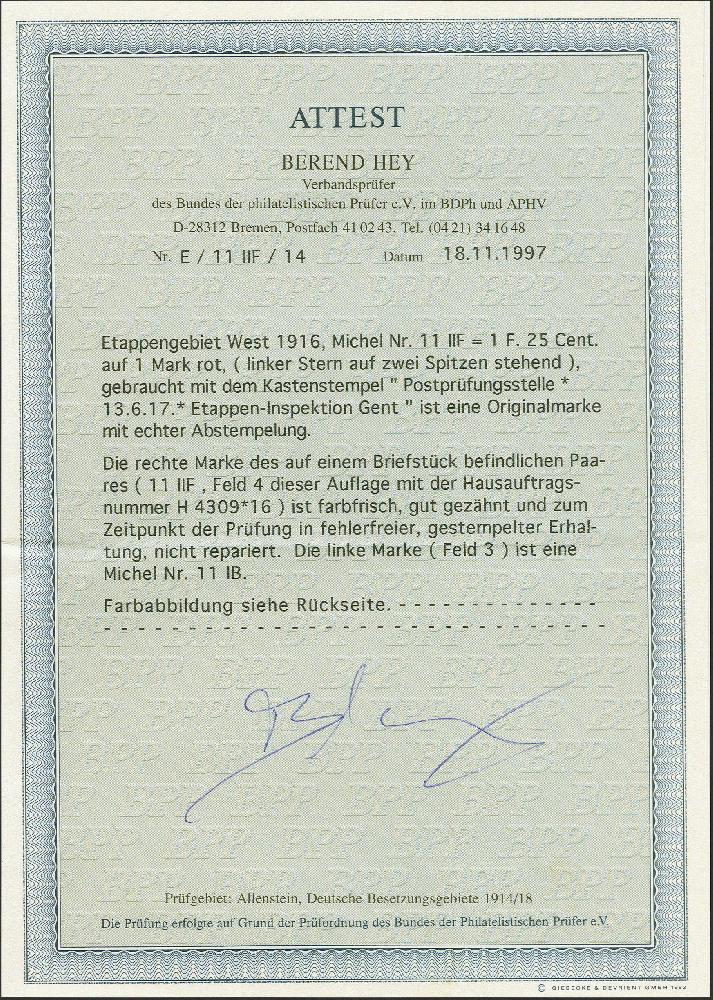 ATTEST
BEREND HEY
Verbandsprüfer
des Bundes der philatelistischen Prüfer e.V. im BDPh und APHV
D-28312 Bremen, Postfach 41 02 43, Tel. (04 21) 34 16 48
Nr. E / 11 IIF / 14 Datum 18.11.1997
Etappengebiet West 1916, Michel Nr. 11 IIF = 1 F. 25 Cent.
auf 1 Mark rot, ( linker Stern auf zwei Spitzen stehend ),
gebraucht mit dem Kastenstempel " Postprüfungsstelle *
13.6.17.* Etappen-Inspektion Gent " ist eine Originalmarke
mit echter Abstempelung.
Die rechte Marke des auf einem Briefstück befindlichen Paa-
res ( 11 IIF , Feld 4 dieser Auflage mit der Hausauftrags-
nummer H 4309*16 ) ist farbfrisch, gut gezähnt und zum
Zeitpunkt der Prüfung in fehlerfreier, gestempelter Erhal-
tung, nicht repariert. Die linke Marke ( Feld 3 ) ist eine
Michel Nr. 11 IB.
Farbabbildung siehe Rückseite. - - - - - - - - - - - - - -
- - - - - - - - - - - - - - - - - - - - - - - - - - - - -
Prüfgebiet: Allenstein, Deutsche Besetzungsgebiete 1914/18
Die Prüfung erfolgte auf Grund der Prüfordnung des Bundes der Philatelistischen Prüfer e.V.
© GIESECKE & DEVRIENT GMBH